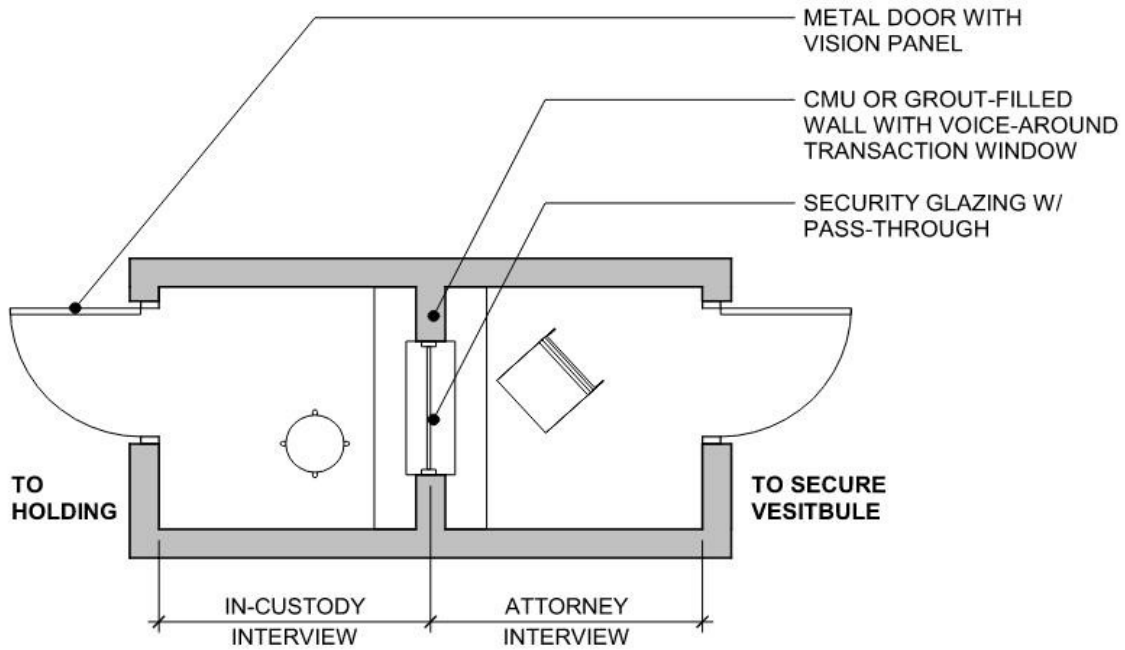 METAL DOOR WITH
VISION PANEL
CMU OR GROUT-FILLED
WALL WITH VOICE-AROUND
TRANSACTION WINDOW
SECURITY GLAZING W/
PASS-THROUGH
TO
HOLDING
TO SECURE
VESITBULE
IN-CUSTODY
INTERVIEW
ATTORNEY
INTERVIEW